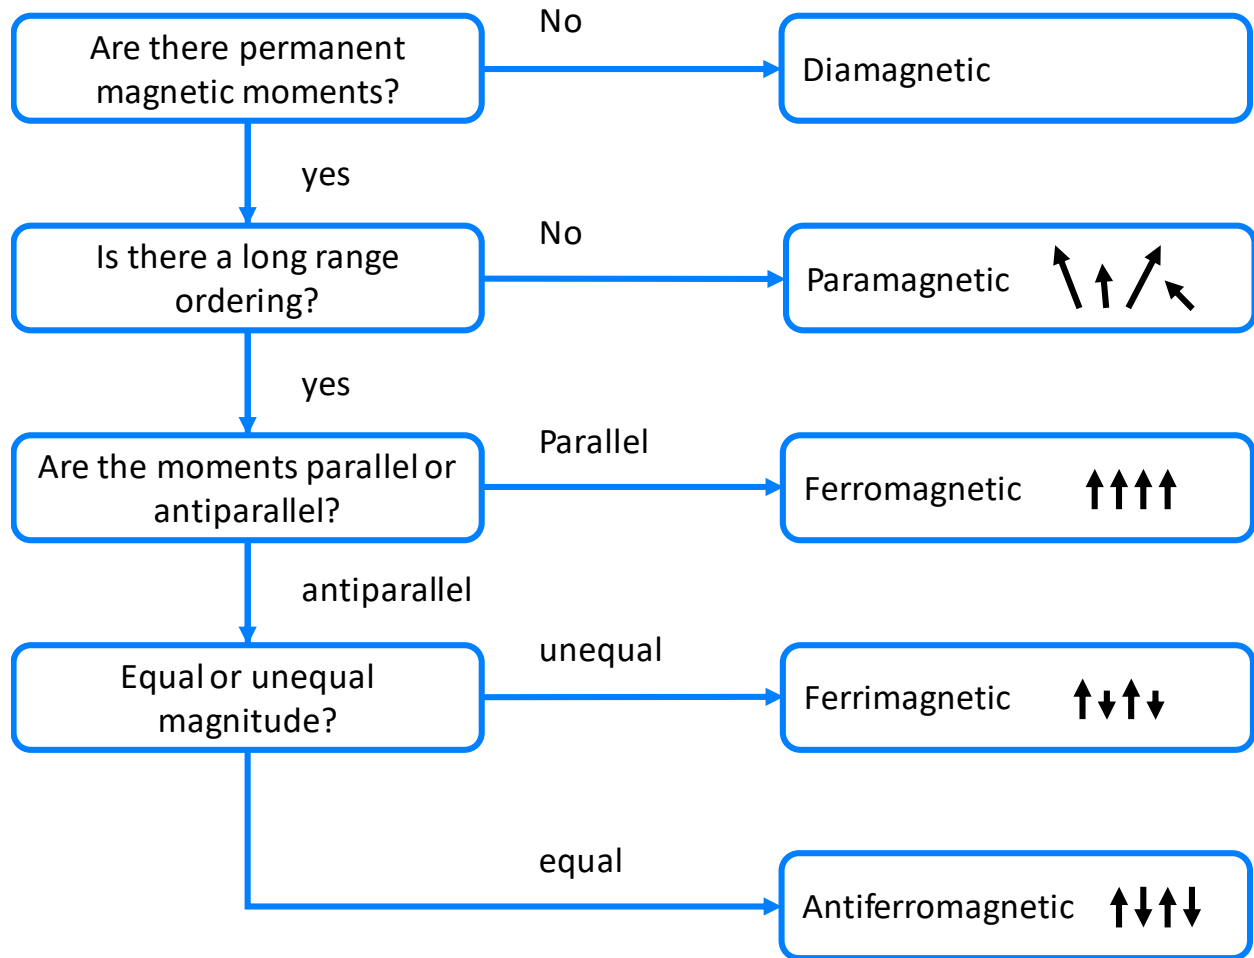 Are there permanent
magnetic moments?
No
Diamagnetic
yes
Is there a long range
ordering?
No
Paramagnetic
yes
Are the moments parallel or
antiparallel?
Parallel
Ferromagnetic
antiparallel
Equal or unequal
magnitude?
unequal
Ferrimagnetic
equal
Antiferromagnetic